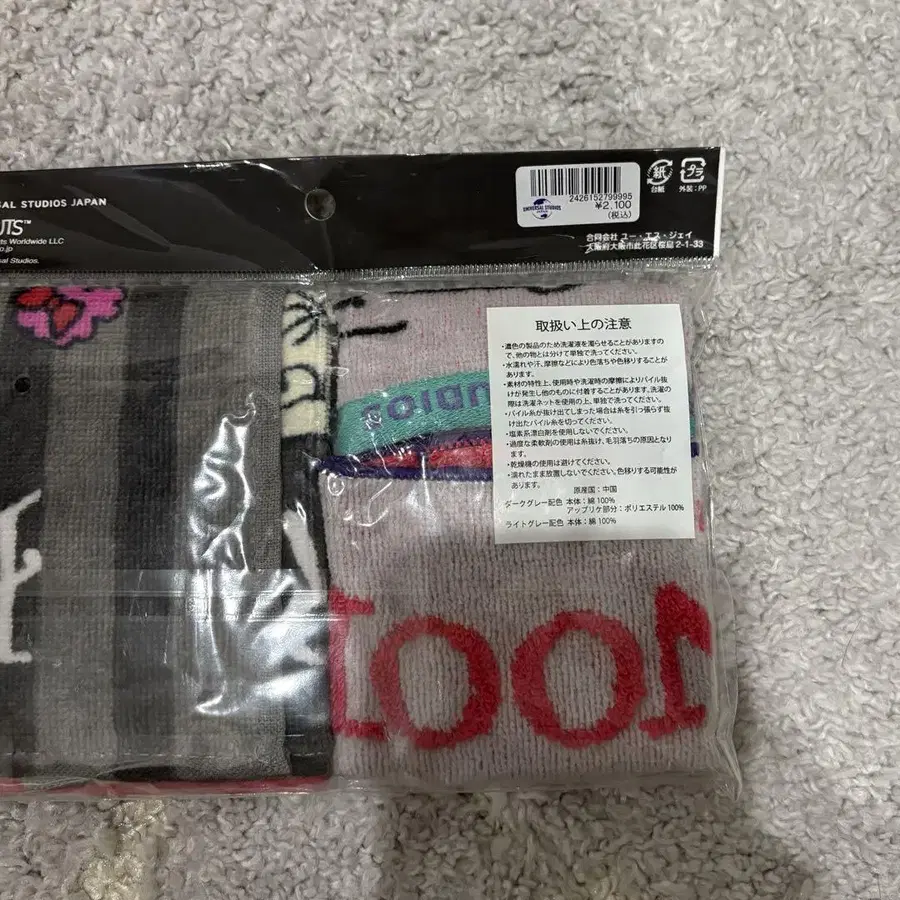 SAL STUDIOS JAPAN
UTS™
ts Worldwide LLC
o.jp
sal Studios.
UNIVERSAL STUDIOS
JAPAN
2426152799995
¥2,100
(税込)
紙
台紙
プラ
外装:PP
合同会社 ユー・エス・ジェイ
大阪府大阪市此花区桜島2-1-33
取扱い上の注意
・濃色の製品のため洗濯液を濁らせることがありますの
で、他の物とは分けて単独で洗ってください。
・水濡れや汗、摩擦などにより色落ちや色移りすることが
あります。
・素材の特性上、使用時や洗濯時の摩擦によりパイル抜
けが発生し他のものに付着することがあります。洗濯の
際は洗濯ネットを使用の上、単独で洗ってください。
・パイル糸が抜け出てしまった場合は糸を引っ張らず抜
け出たパイル糸を切ってください。
・塩素系漂白剤を使用しないでください。
・過度な柔軟剤の使用は糸抜け、毛羽落ちの原因となり
ます。
・乾燥機の使用は避けてください。
・濡れたまま放置しないでください。色移りする可能性が
あります。
原産国:中国
ダークグレー配色 本体:綿100%
アップリケ部分:ポリエステル100%
ライトグレー配色 本体:綿100%